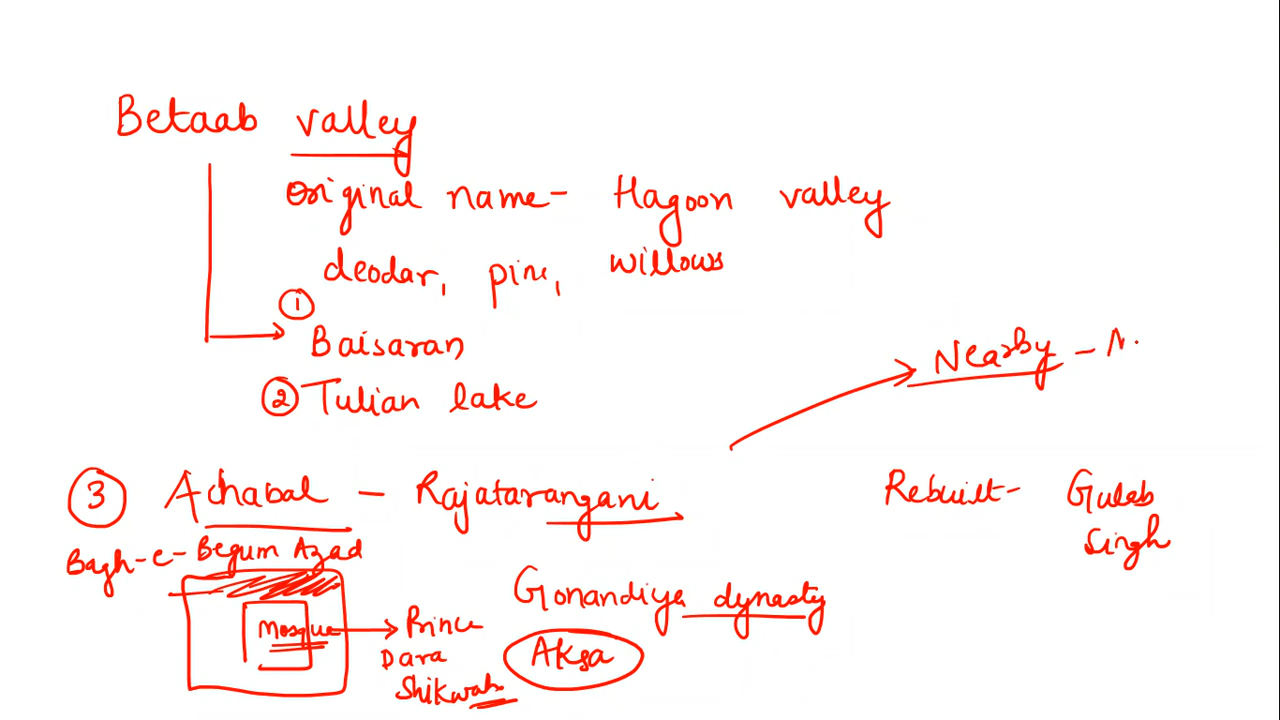 Betaab valley
original name- Hagoon valley
deodar, pine, willows
① Baisaran
② Tulian lake
Nearby - N.
③ Achabal - Rajatarangani
Rebuilt- Gulab Singh
Bagh-e-Begum Azad
Gonandiya dynasty
Mosque → Prince
Dara
Shikwah
Aksa